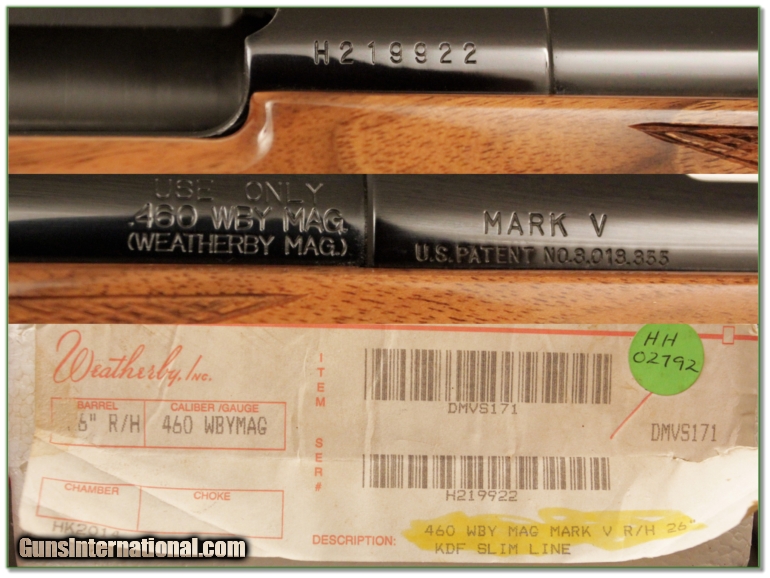 H219922
USE ONLY
.460 WBY MAG.
(WEATHERBY MAG.)
MARK V
U.S. PATENT NO.3,013,355
Weatherby, INC.
ITEM
DMVS171
HH
02792
BARREL
CALIBER/GAUGE
6" R/H
460 WBYMAG
DMVS171
SER#
H219922
CHAMBER
CHOKE
DESCRIPTION:
460 WBY MAG MARK V R/H 26"
KDF SLIM LINE
GunsInternational.com